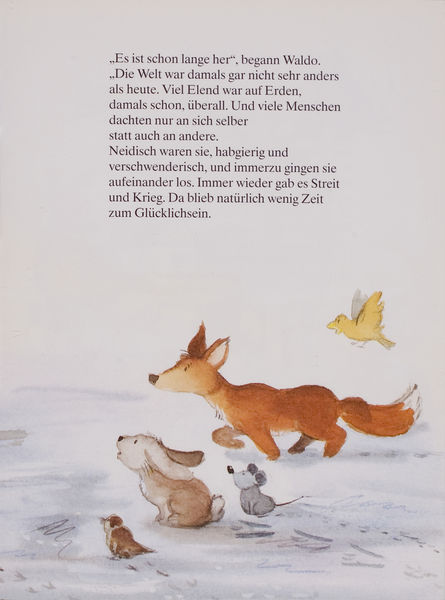 „Es ist schon lange her“, begann Waldo.
„Die Welt war damals gar nicht sehr anders
als heute. Viel Elend war auf Erden,
damals schon, überall. Und viele Menschen
dachten nur an sich selber
statt auch an andere.
Neidisch waren sie, habgierig und
verschwenderisch, und immerzu gingen sie
aufeinander los. Immer wieder gab es Streit
und Krieg. Da blieb natürlich wenig Zeit
zum Glücklichsein.